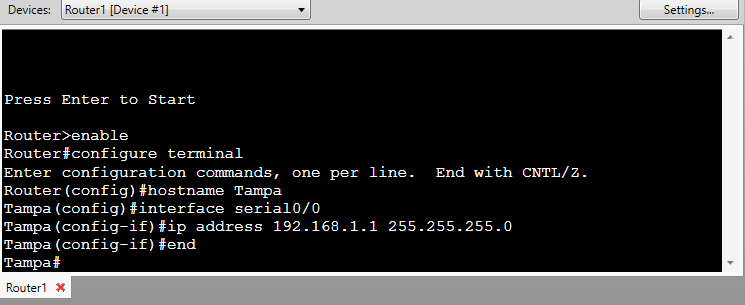 Devices: Router1 [Device #1] Settings...
Press Enter to Start
Router>enable
Router#configure terminal
Enter configuration commands, one per line.  End with CNTL/Z.
Router(config)#hostname Tampa
Tampa(config)#interface serial0/0
Tampa(config-if)#ip address 192.168.1.1 255.255.255.0
Tampa(config-if)#end
Tampa#
Router1